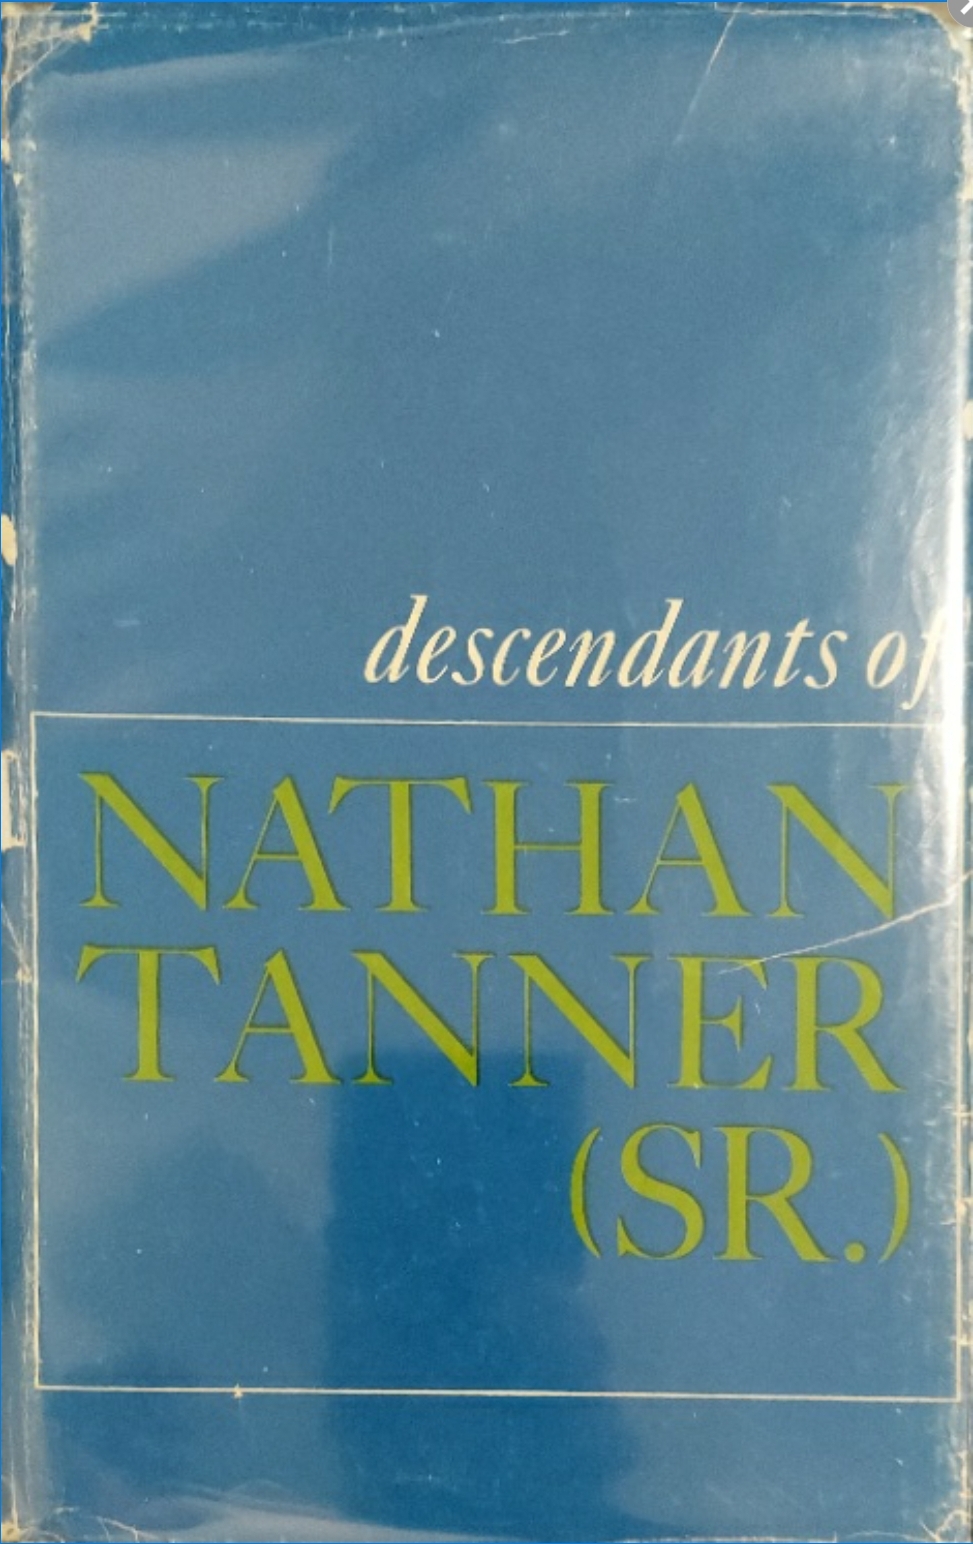 descendants of
NATHAN
TANNER
(SR.)